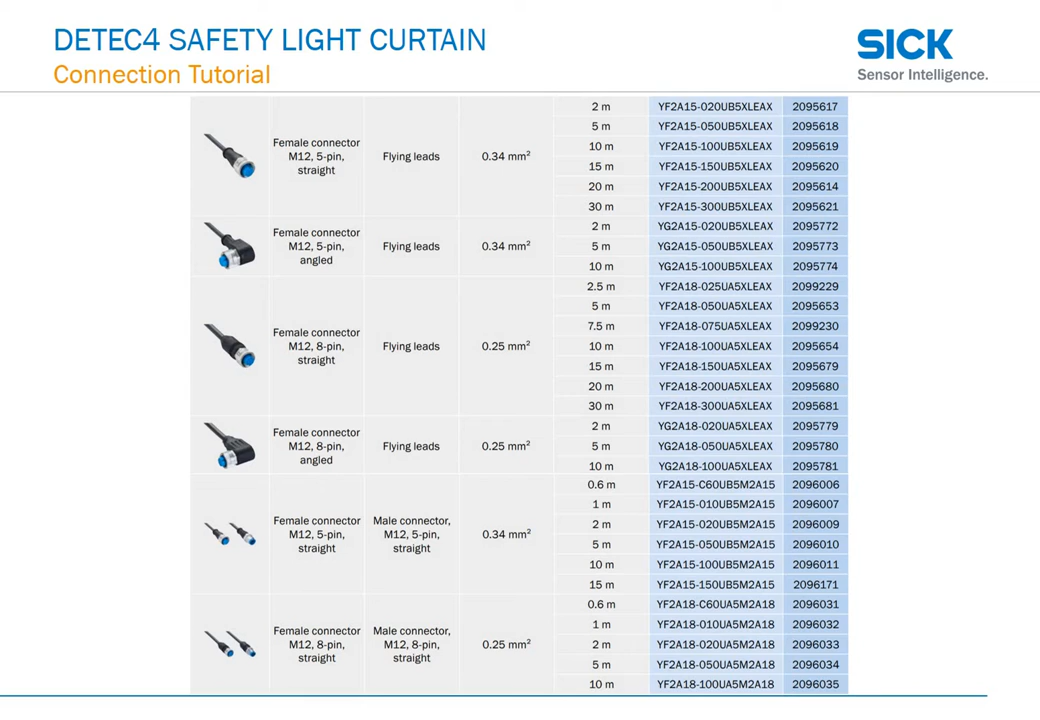 DETEC4 SAFETY LIGHT CURTAIN
Connection Tutorial
SICK
Sensor Intelligence.
Female connector
M12, 5-pin,
straight
Flying leads
0.34 mm²
2 m YF2A15-020UB5XLEAX 2095617
5 m YF2A15-050UB5XLEAX 2095618
10 m YF2A15-100UB5XLEAX 2095619
15 m YF2A15-150UB5XLEAX 2095620
20 m YF2A15-200UB5XLEAX 2095614
30 m YF2A15-300UB5XLEAX 2095621
Female connector
M12, 5-pin,
angled
Flying leads
0.34 mm²
2 m YG2A15-020UB5XLEAX 2095772
5 m YG2A15-050UB5XLEAX 2095773
10 m YG2A15-100UB5XLEAX 2095774
Female connector
M12, 8-pin,
straight
Flying leads
0.25 mm²
2.5 m YF2A18-025UA5XLEAX 2099229
5 m YF2A18-050UA5XLEAX 2095653
7.5 m YF2A18-075UA5XLEAX 2099230
10 m YF2A18-100UA5XLEAX 2095654
15 m YF2A18-150UA5XLEAX 2095679
20 m YF2A18-200UA5XLEAX 2095680
30 m YF2A18-300UA5XLEAX 2095681
Female connector
M12, 8-pin,
angled
Flying leads
0.25 mm²
2 m YG2A18-020UA5XLEAX 2095779
5 m YG2A18-050UA5XLEAX 2095780
10 m YG2A18-100UA5XLEAX 2095781
Female connector
M12, 5-pin,
straight
Male connector,
M12, 5-pin,
straight
0.34 mm²
0.6 m YF2A15-C60UB5M2A15 2096006
1 m YF2A15-010UB5M2A15 2096007
2 m YF2A15-020UB5M2A15 2096009
5 m YF2A15-050UB5M2A15 2096010
10 m YF2A15-100UB5M2A15 2096011
15 m YF2A15-150UB5M2A15 2096171
Female connector
M12, 8-pin,
straight
Male connector,
M12, 8-pin,
straight
0.25 mm²
0.6 m YF2A18-C60UA5M2A18 2096031
1 m YF2A18-010UA5M2A18 2096032
2 m YF2A18-020UA5M2A18 2096033
5 m YF2A18-050UA5M2A18 2096034
10 m YF2A18-100UA5M2A18 2096035